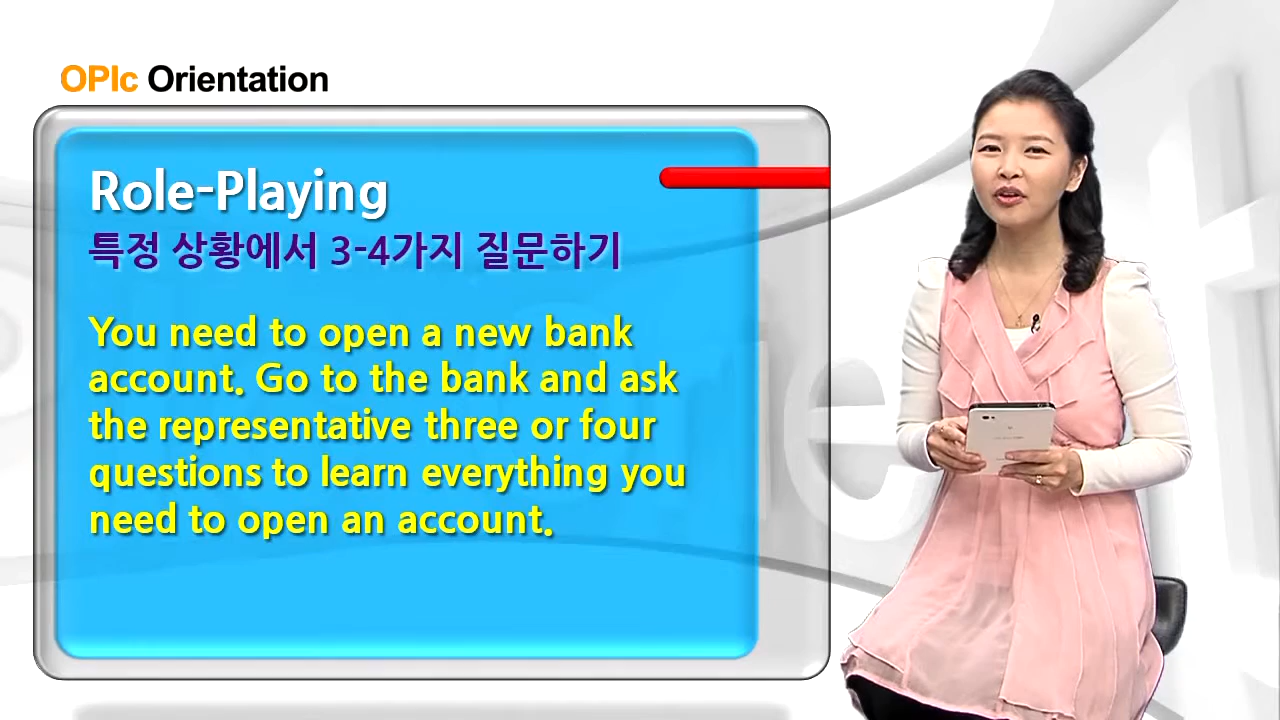 OPIc Orientation
Role-Playing
특정 상황에서 3-4가지 질문하기
You need to open a new bank
account. Go to the bank and ask
the representative three or four
questions to learn everything you
need to open an account.